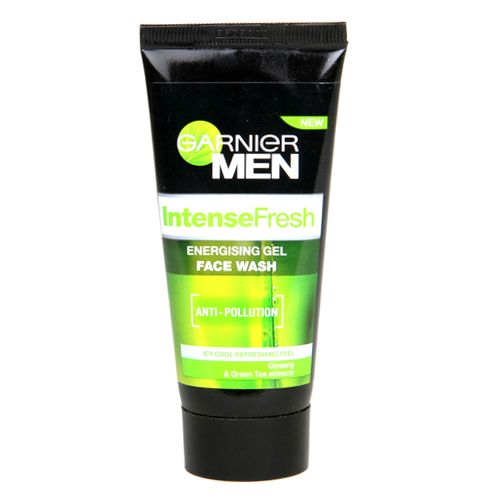 NEW
GARNIER
MEN
IntenseFresh
ENERGISING GEL
FACE WASH
ANTI-POLLUTION
ICY COOL REFRESHING FEEL
Ginseng
& Green Tea extracts